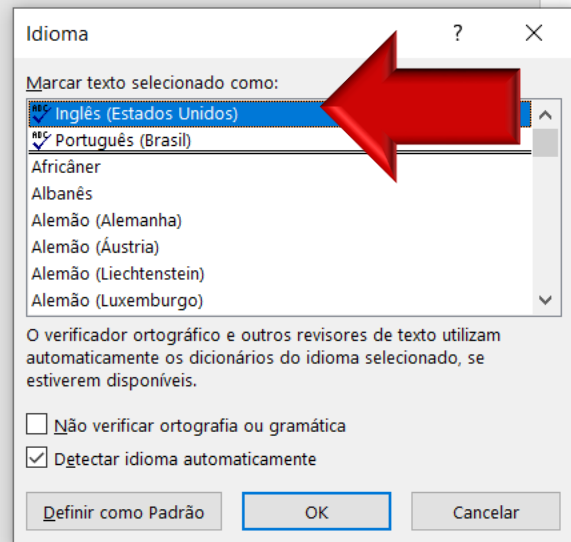 Idioma
?
Marcar texto selecionado como:
ABC Inglês (Estados Unidos)
ABC Português (Brasil)
Africâner
Albanês
Alemão (Alemanha)
Alemão (Áustria)
Alemão (Liechtenstein)
Alemão (Luxemburgo)
O verificador ortográfico e outros revisores de texto utilizam
automaticamente os dicionários do idioma selecionado, se
estiverem disponíveis.
Não verificar ortografia ou gramática
Detectar idioma automaticamente
Definir como Padrão OK Cancelar